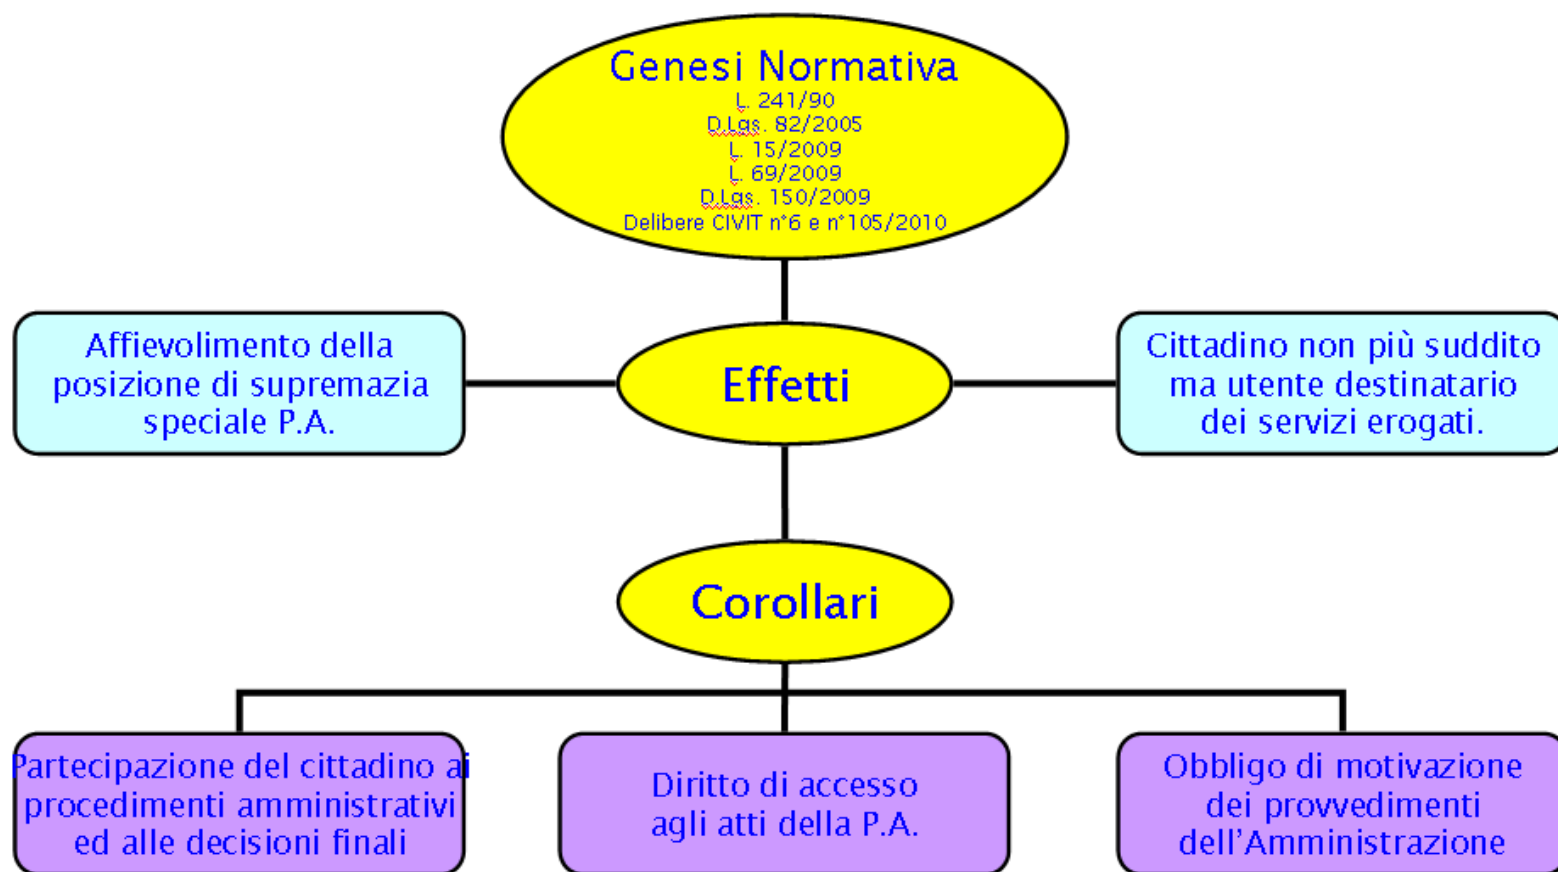 Genesi Normativa
L. 241/90
D.Lgs. 82/2005
L. 15/2009
L. 69/2009
D.Lgs. 150/2009
Delibere CIVIT n°6 e n°105/2010
Affievolimento della
posizione di supremazia
speciale P.A.
Effetti
Cittadino non più suddito
ma utente destinatario
dei servizi erogati.
Corollari
Partecipazione del cittadino ai
procedimenti amministrativi
ed alle decisioni finali
Diritto di accesso
agli atti della P.A.
Obbligo di motivazione
dei provvedimenti
dell'Amministrazione